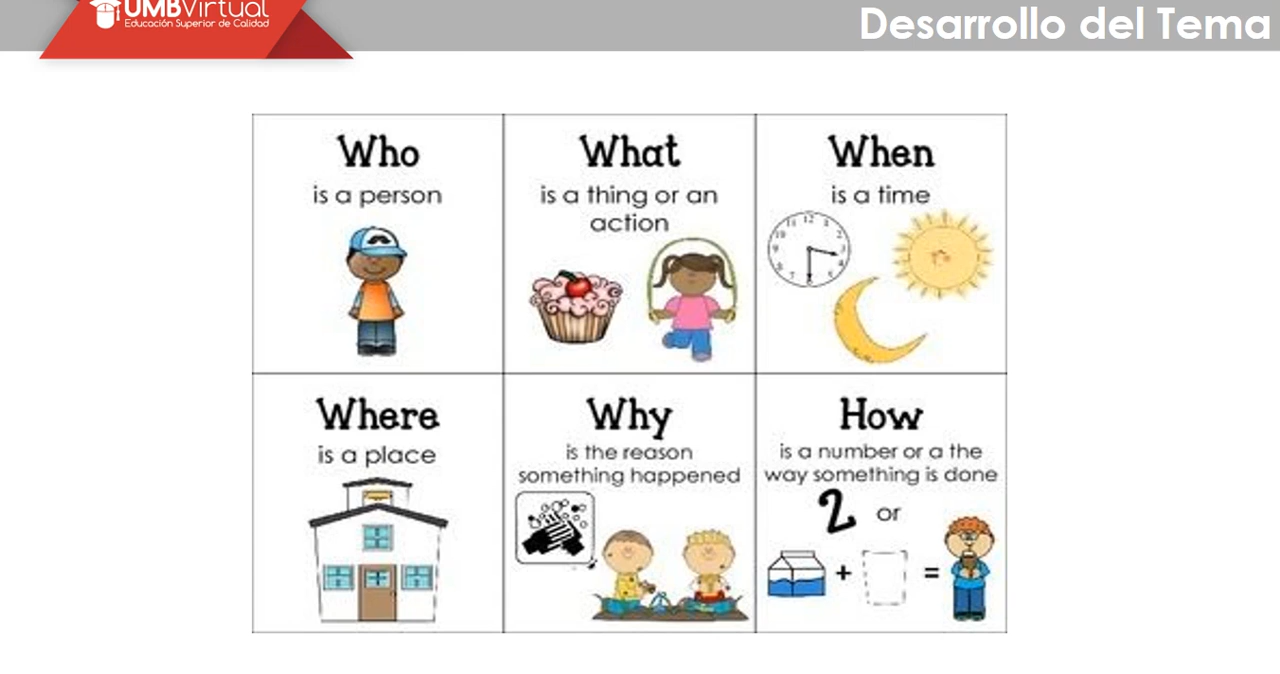 UMBVirtual
Educación Superior de Calidad
Desarrollo del Tema
Who
is a person
What
is a thing or an
action
When
is a time
Where
is a place
Why
is the reason
something happened
How
is a number or a the
way something is done
2 or
+ =